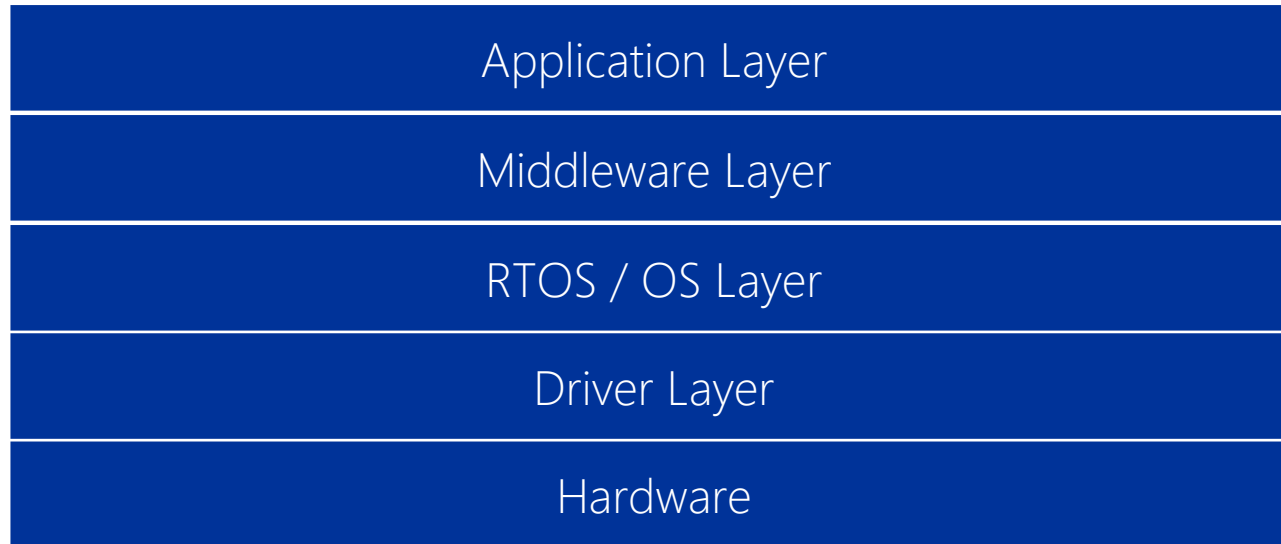 Application Layer
Middleware Layer
RTOS / OS Layer
Driver Layer
Hardware